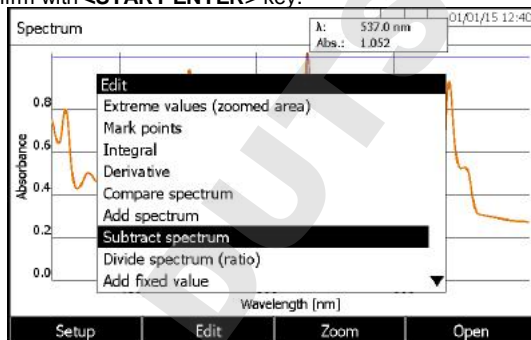 firm with <START·ENTER> key.
Spectrum
λ: 537.0 nm
Abs.: 1.052
01/01/15 12:40
Edit
Extreme values (zoomed area)
Mark points
Integral
Derivative
Compare spectrum
Add spectrum
Subtract spectrum
Divide spectrum (ratio)
Add fixed value
Absorbance
0.8
0.6
0.4
0.2
0.0
Wavelength [nm]
Setup Edit Zoom Open
DUTS